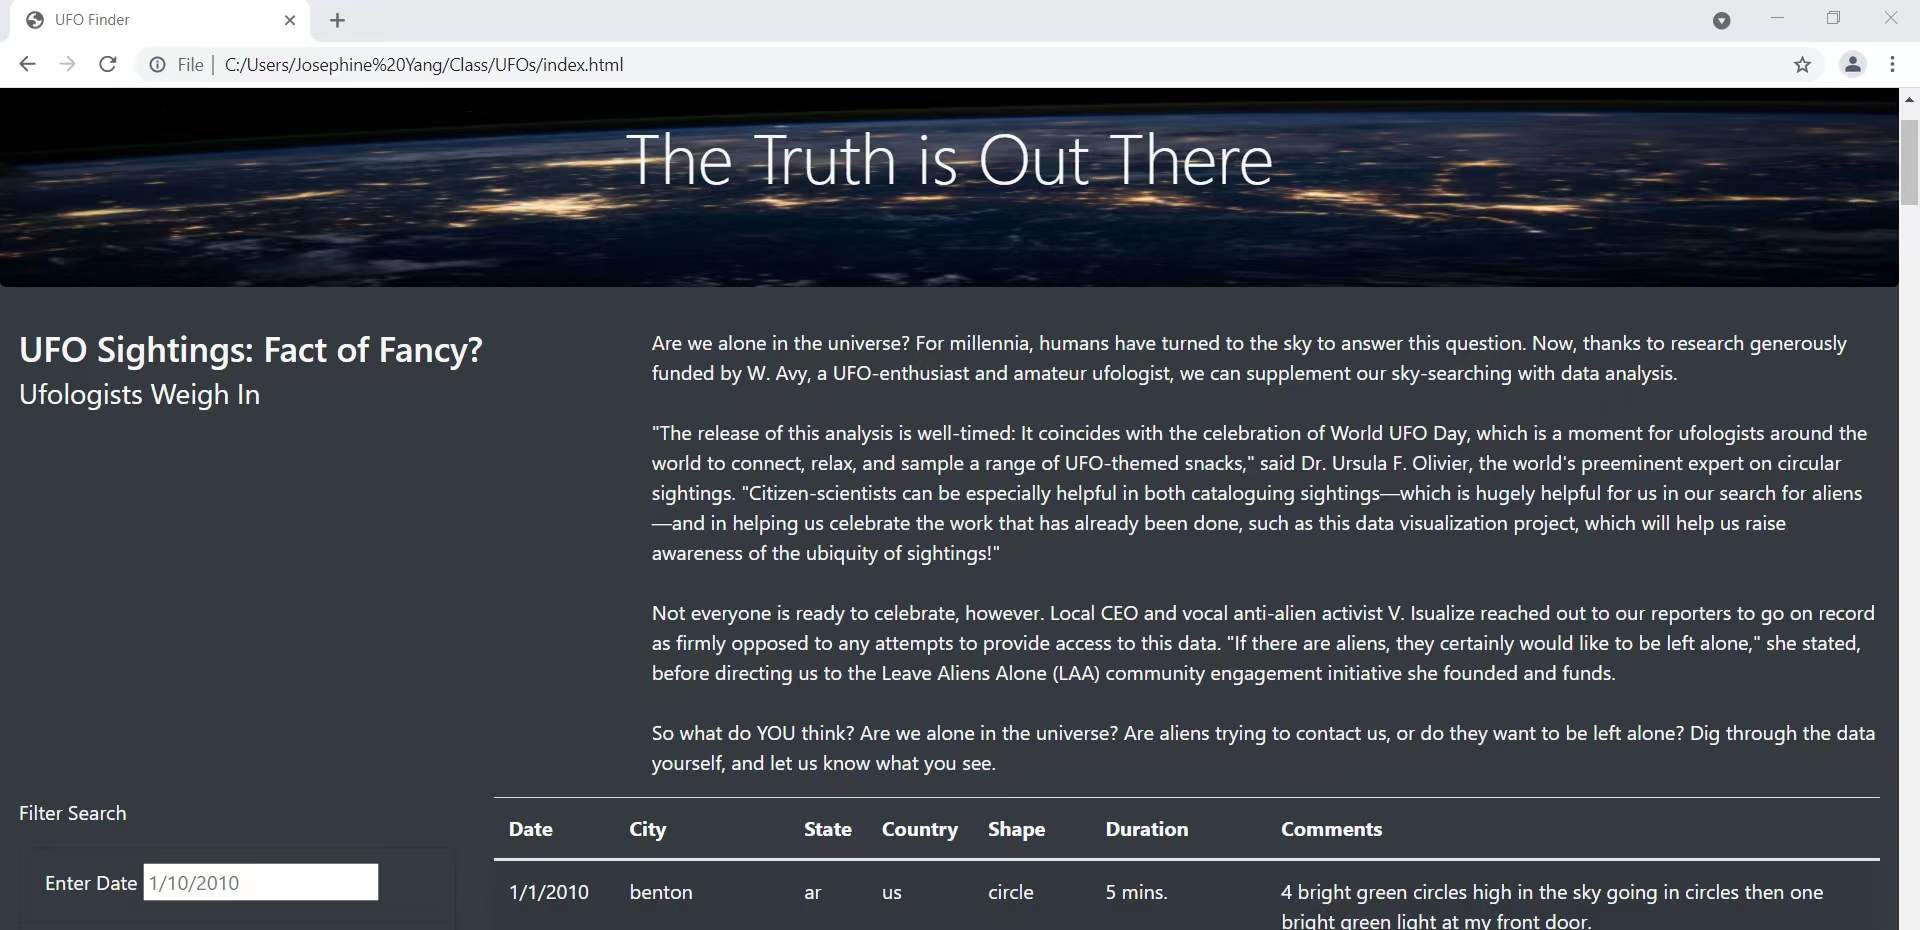 UFO Finder
File | C:/Users/Josephine%20Yang/Class/UFOs/index.html
The Truth is Out There
UFO Sightings: Fact of Fancy?
Ufologists Weigh In
Are we alone in the universe? For millennia, humans have turned to the sky to answer this question. Now, thanks to research generously
funded by W. Avy, a UFO-enthusiast and amateur ufologist, we can supplement our sky-searching with data analysis.
"The release of this analysis is well-timed: It coincides with the celebration of World UFO Day, which is a moment for ufologists around the
world to connect, relax, and sample a range of UFO-themed snacks," said Dr. Ursula F. Olivier, the world's preeminent expert on circular
sightings. "Citizen-scientists can be especially helpful in both cataloguing sightings—which is hugely helpful for us in our search for aliens
—and in helping us celebrate the work that has already been done, such as this data visualization project, which will help us raise
awareness of the ubiquity of sightings!"
Not everyone is ready to celebrate, however. Local CEO and vocal anti-alien activist V. Isualize reached out to our reporters to go on record
as firmly opposed to any attempts to provide access to this data. "If there are aliens, they certainly would like to be left alone," she stated,
before directing us to the Leave Aliens Alone (LAA) community engagement initiative she founded and funds.
So what do YOU think? Are we alone in the universe? Are aliens trying to contact us, or do they want to be left alone? Dig through the data
yourself, and let us know what you see.
Filter Search
Enter Date 1/10/2010
Date City State Country Shape Duration Comments
1/1/2010 benton ar us circle 5 mins. 4 bright green circles high in the sky going in circles then one
bright green light at my front door.